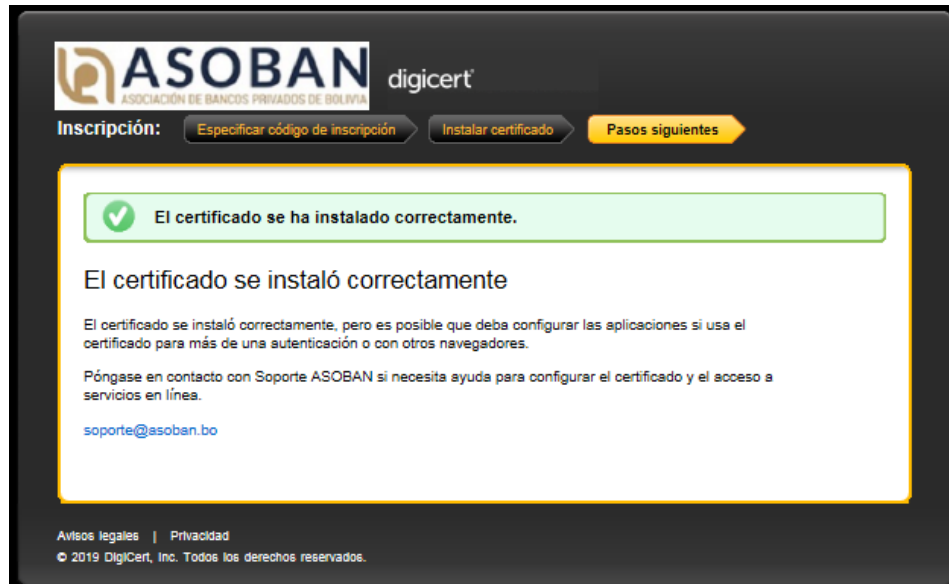 ASOBAN
ASOCIACIÓN DE BANCOS PRIVADOS DE BOLIVIA
digicert
Inscripción:
Especificar código de inscripción
Instalar certificado
Pasos siguientes
El certificado se ha instalado correctamente.
El certificado se instaló correctamente
El certificado se instaló correctamente, pero es posible que deba configurar las aplicaciones si usa el
certificado para más de una autenticación o con otros navegadores.
Póngase en contacto con Soporte ASOBAN si necesita ayuda para configurar el certificado y el acceso a
servicios en línea.
soporte@asoban.bo
Avisos legales | Privacidad
© 2019 DigiCert, Inc. Todos los derechos reservados.